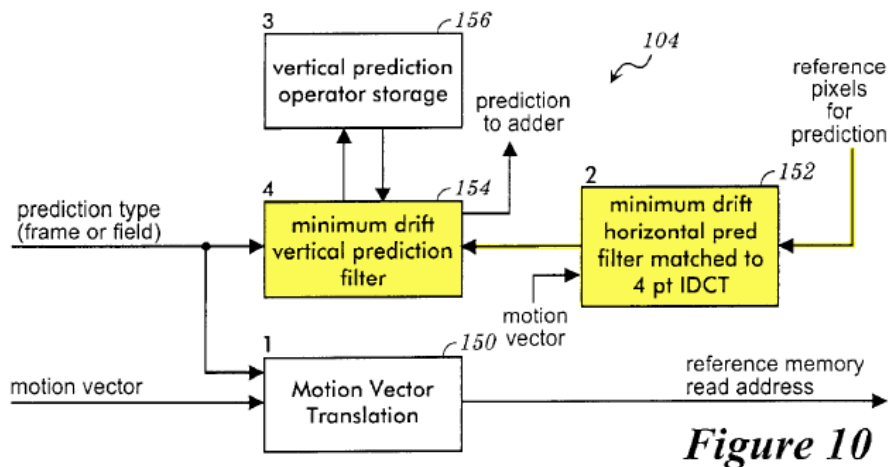 3
156
vertical prediction
operator storage
104
prediction
to adder
reference
pixels
for
prediction
4
154
minimum drift
vertical prediction
filter
2
152
minimum drift
horizontal pred
filter matched to
4 pt IDCT
prediction type
(frame or field)
motion
vector
1
150
Motion Vector
Translation
motion vector
reference memory
read address
Figure 10